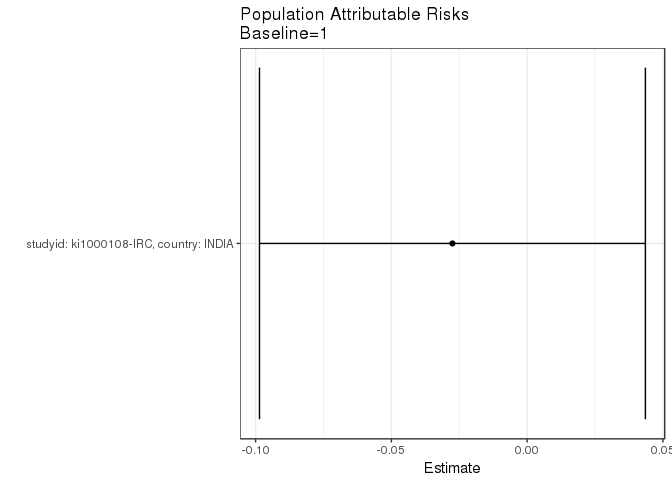 Population Attributable Risks
Baseline=1
studyid: ki1000108-IRC, country: INDIA
-0.10 -0.05 0.00 0.05
Estimate